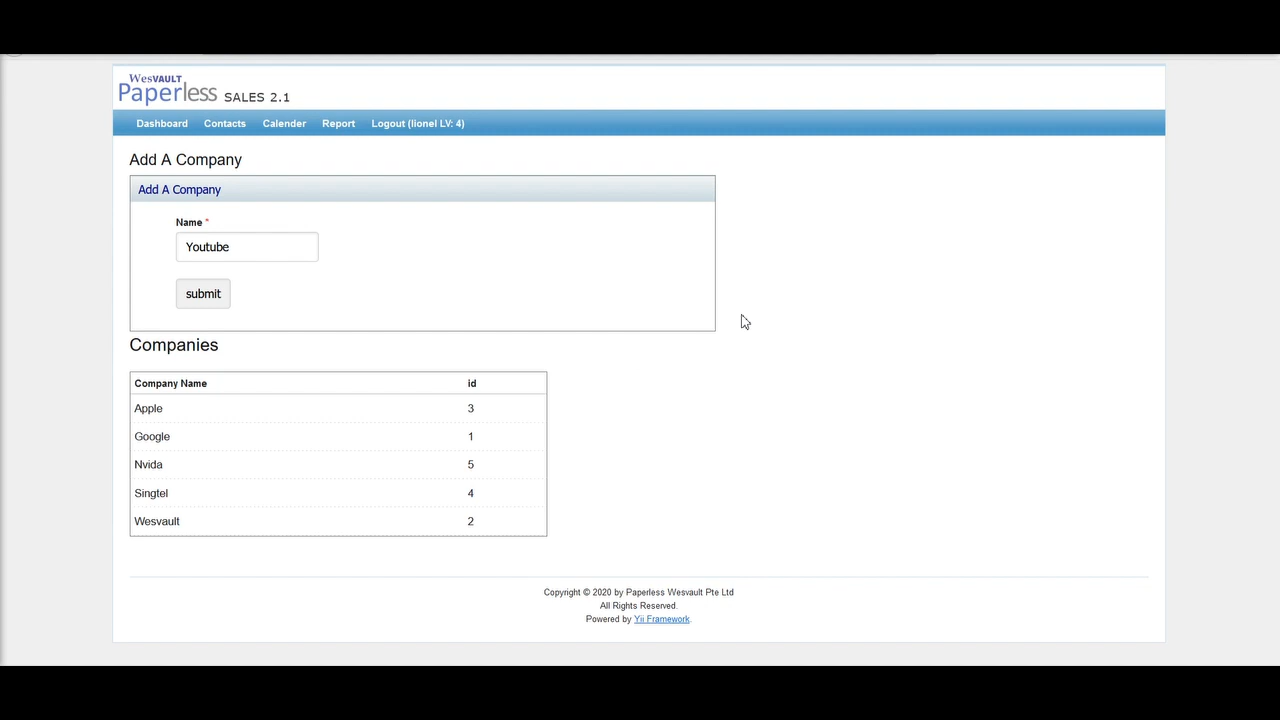 WesVAULT
Paperless SALES 2.1
Dashboard Contacts Calender Report Logout (lionel LV: 4)
Add A Company
Add A Company
Name *
Youtube
submit
Companies
Company Name id
Apple 3
Google 1
Nvida 5
Singtel 4
Wesvault 2
Copyright © 2020 by Paperless Wesvault Pte Ltd
All Rights Reserved.
Powered by Yii Framework.